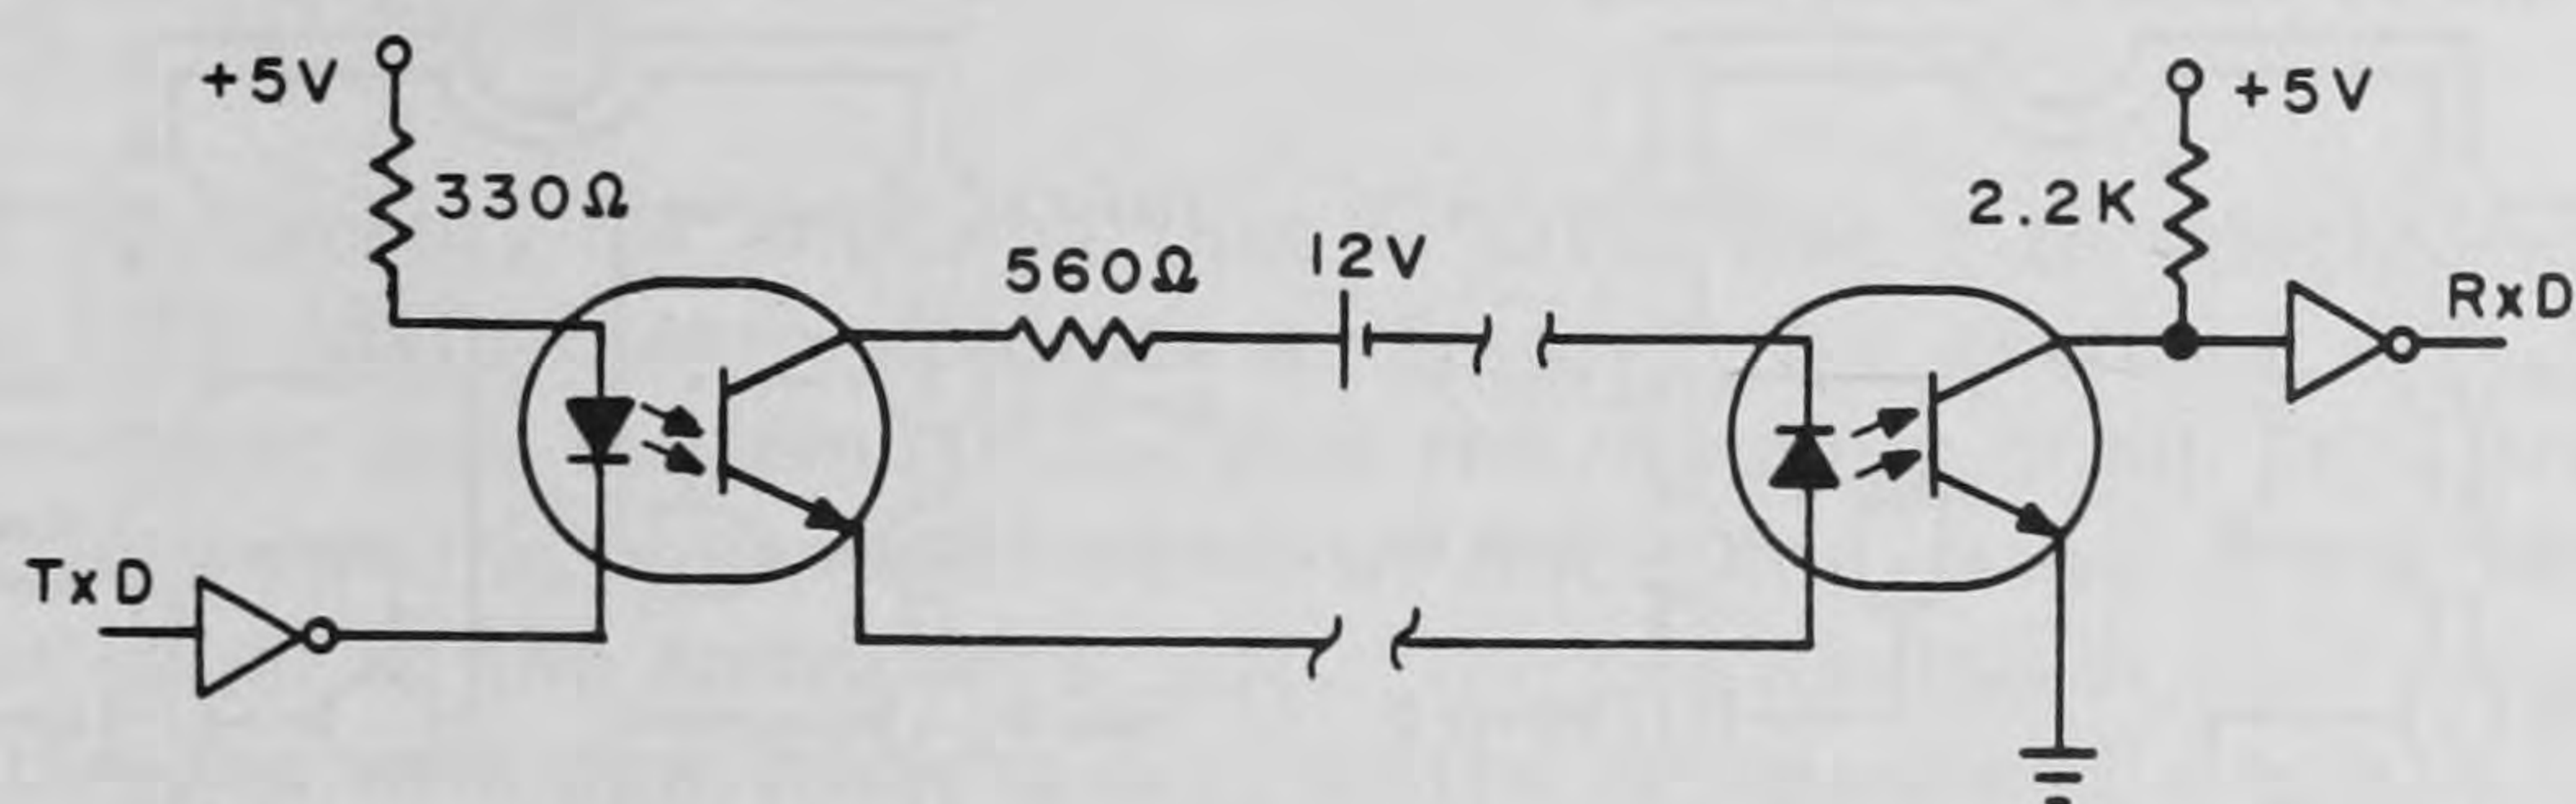 +5V
330Ω
TxD
560Ω
12V
2.2K
+5V
RxD